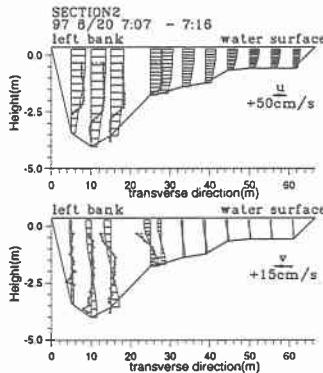 SECTION2
97 8/20 7:07 - 7:16
left bank water surface
0.0
u
+50cm/s
-2.5
Height(m)
-5.0
0 10 20 30 40 50 60
transverse direction(m)
left bank water surface
0.0
v
+15cm/s
-2.5
Height(m)
-5.0
0 10 20 30 40 50 60
transverse direction(m)